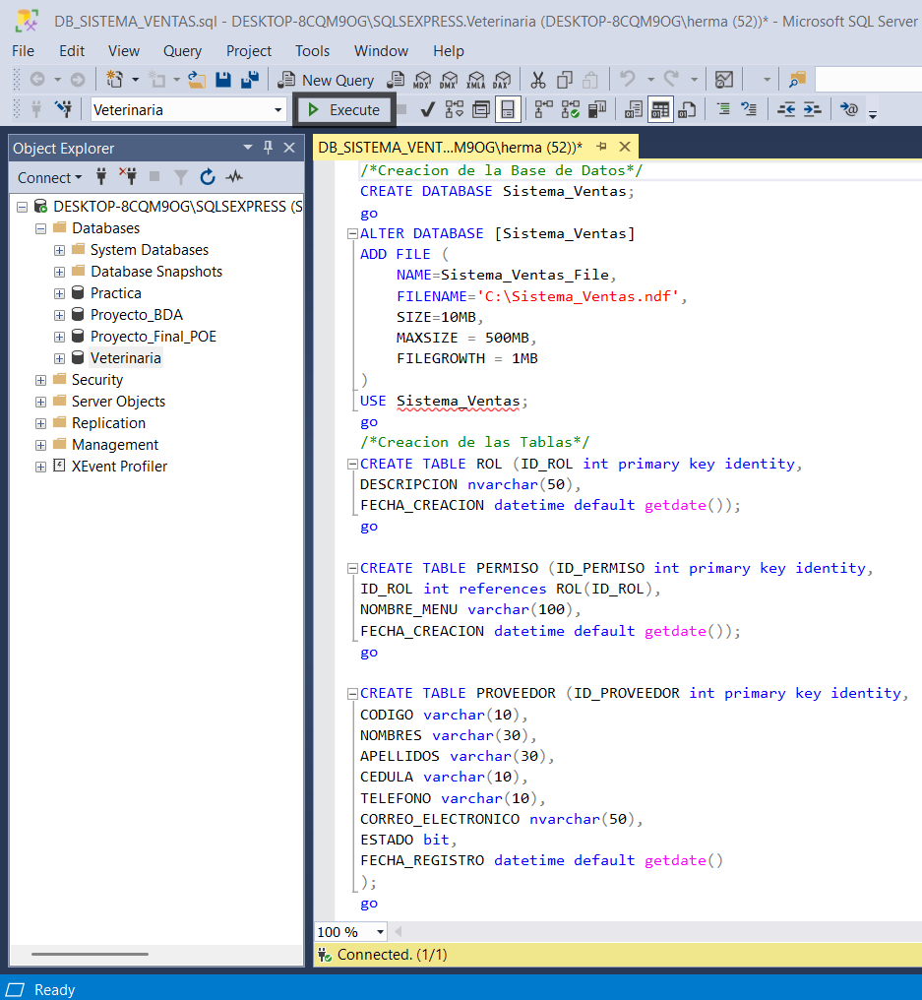 DB_SISTEMA_VENTAS.sql - DESKTOP-8CQM9OG\SQLSEXPRESS.Veterinaria (DESKTOP-8CQM9OG\herma (52))* - Microsoft SQL Server
File Edit View Query Project Tools Window Help
New Query MDX DMX XMLA DAX
Veterinaria Execute
Object Explorer
DB_SISTEMA_VENT...M9OG\herma (52))*
Connect
DESKTOP-8CQM9OG\SQLSEXPRESS (S
Databases
System Databases
Database Snapshots
Practica
Proyecto_BDA
Proyecto_Final_POE
Veterinaria
Security
Server Objects
Replication
Management
XEvent Profiler
/*Creacion de la Base de Datos*/
CREATE DATABASE Sistema_Ventas;
go
ALTER DATABASE [Sistema_Ventas]
ADD FILE (
NAME=Sistema_Ventas_File,
FILENAME='C:\Sistema_Ventas.ndf',
SIZE=10MB,
MAXSIZE = 500MB,
FILEGROWTH = 1MB
)
USE Sistema_Ventas;
go
/*Creacion de las Tablas*/
CREATE TABLE ROL (ID_ROL int primary key identity,
DESCRIPCION nvarchar(50),
FECHA_CREACION datetime default getdate());
go
CREATE TABLE PERMISO (ID_PERMISO int primary key identity,
ID_ROL int references ROL(ID_ROL),
NOMBRE_MENU varchar(100),
FECHA_CREACION datetime default getdate());
go
CREATE TABLE PROVEEDOR (ID_PROVEEDOR int primary key identity,
CODIGO varchar(10),
NOMBRES varchar(30),
APELLIDOS varchar(30),
CEDULA varchar(10),
TELEFONO varchar(10),
CORREO_ELECTRONICO nvarchar(50),
ESTADO bit,
FECHA_REGISTRO datetime default getdate()
);
go
100 %
Connected. (1/1)
Ready